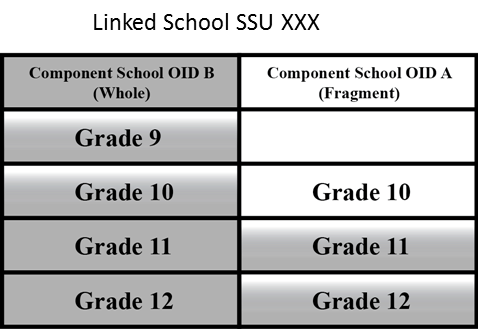 Linked School SSU XXX
Component School OID B
(Whole)
Component School OID A
(Fragment)
Grade 9
Grade 10
Grade 10
Grade 11
Grade 11
Grade 12
Grade 12